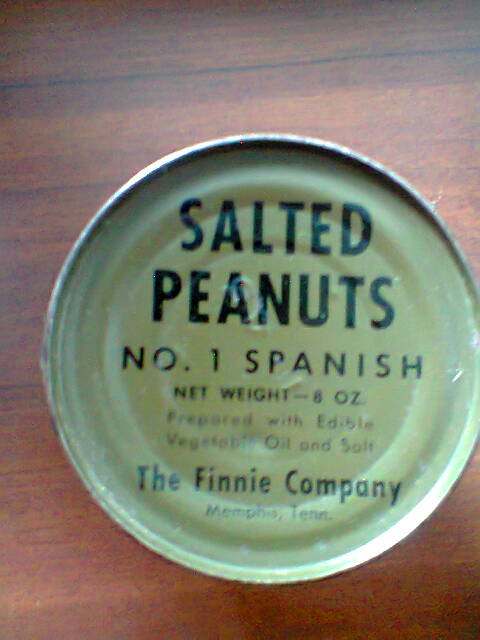 SALTED
PEANUTS
NO. 1 SPANISH
NET WEIGHT—8 OZ.
Prepared with Edible
Vegetable Oil and Salt
The Finnie Company
Memphis, Tenn.